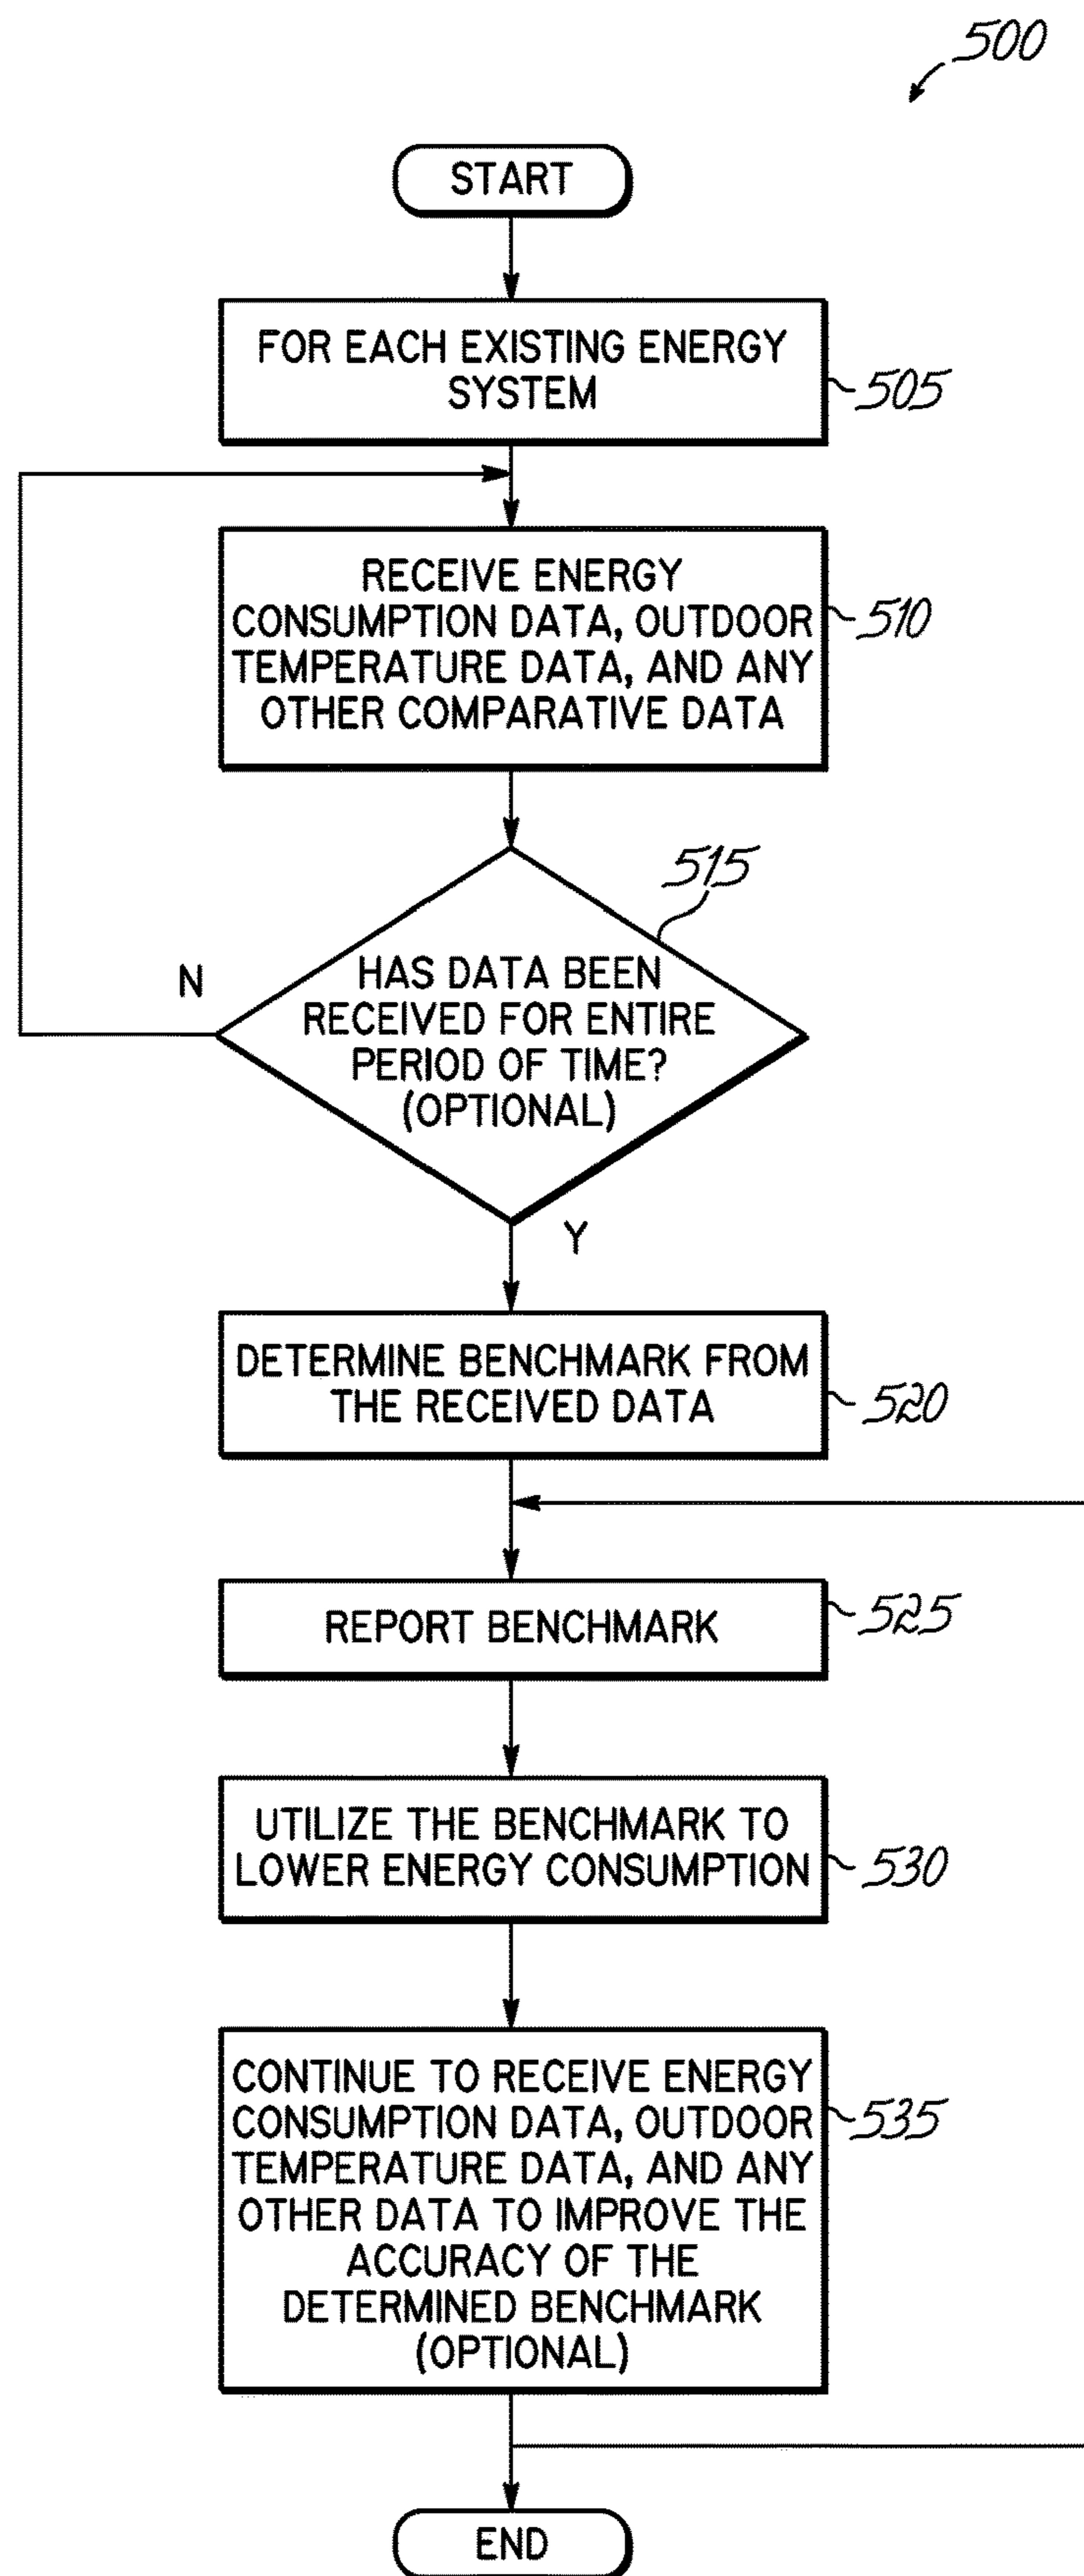 500
START
FOR EACH EXISTING ENERGY
SYSTEM
505
RECEIVE ENERGY
CONSUMPTION DATA, OUTDOOR
TEMPERATURE DATA, AND ANY
OTHER COMPARATIVE DATA
510
515
HAS DATA BEEN
RECEIVED FOR ENTIRE
PERIOD OF TIME?
(OPTIONAL)
N
Y
DETERMINE BENCHMARK FROM
THE RECEIVED DATA
520
REPORT BENCHMARK
525
UTILIZE THE BENCHMARK TO
LOWER ENERGY CONSUMPTION
530
CONTINUE TO RECEIVE ENERGY
CONSUMPTION DATA, OUTDOOR
TEMPERATURE DATA, AND ANY
OTHER DATA TO IMPROVE THE
ACCURACY OF THE
DETERMINED BENCHMARK
(OPTIONAL)
535
END